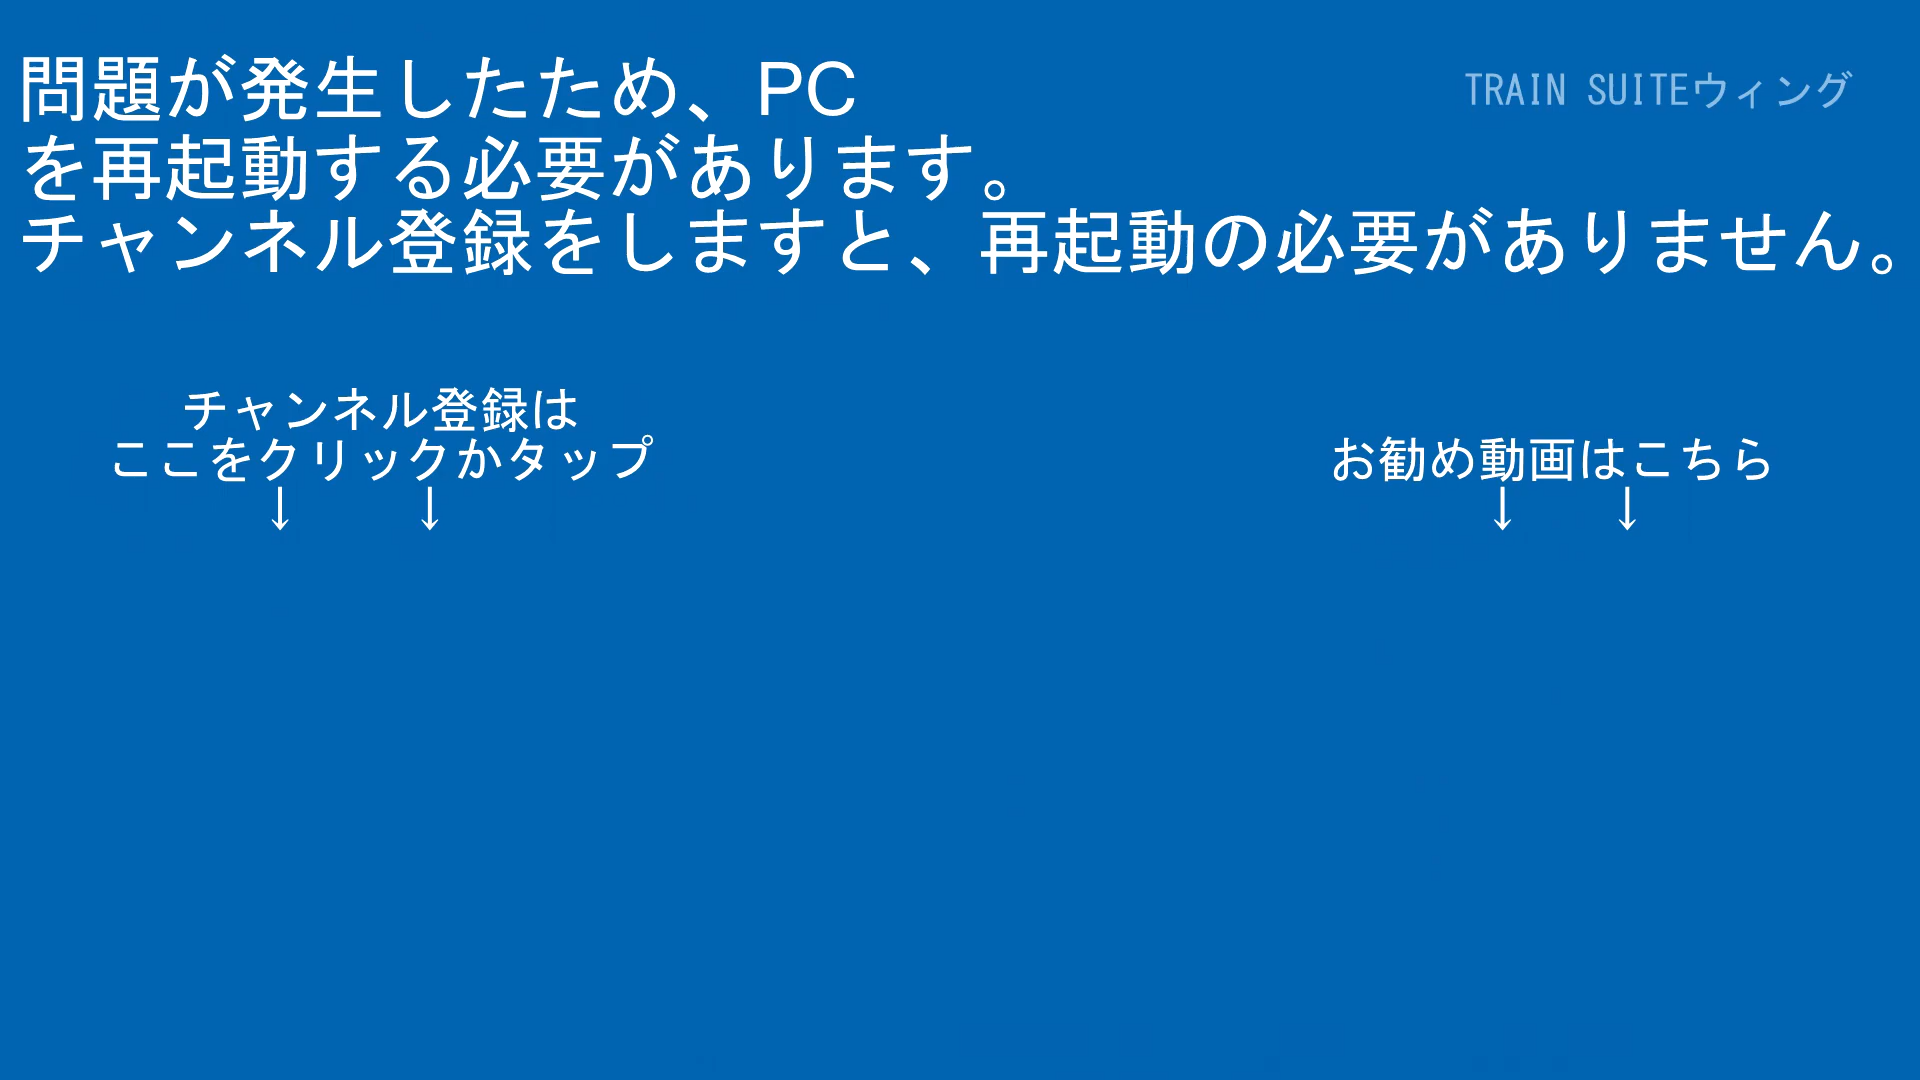 問題が発生したため、PC
TRAIN SUITEウィング
を再起動する必要があります。
チャンネル登録をしますと、再起動の必要がありません。
チャンネル登録は
ここをクリックかタップ
↓ ↓
お勧め動画はこちら
↓ ↓